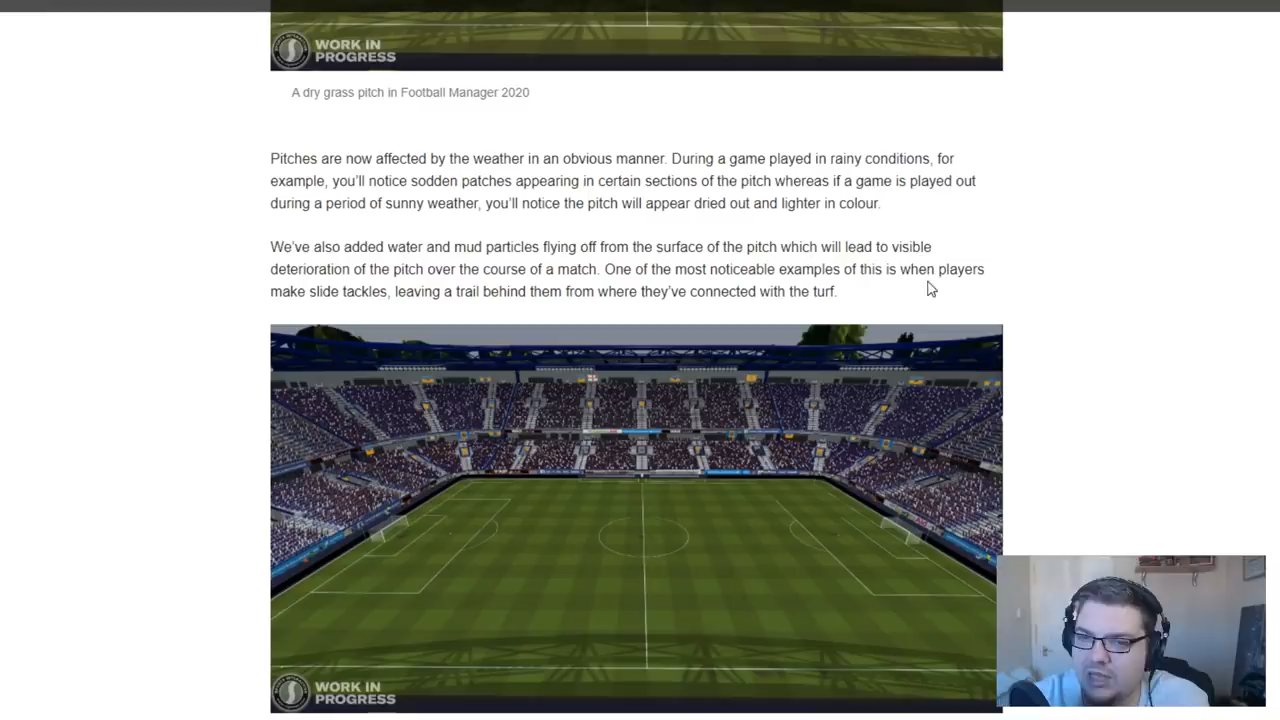 WORK IN
PROGRESS
A dry grass pitch in Football Manager 2020
Pitches are now affected by the weather in an obvious manner. During a game played in rainy conditions, for
example, you’ll notice sodden patches appearing in certain sections of the pitch whereas if a game is played out
during a period of sunny weather, you’ll notice the pitch will appear dried out and lighter in colour.
We’ve also added water and mud particles flying off from the surface of the pitch which will lead to visible
deterioration of the pitch over the course of a match. One of the most noticeable examples of this is when players
make slide tackles, leaving a trail behind them from where they’ve connected with the turf.
WORK IN
PROGRESS